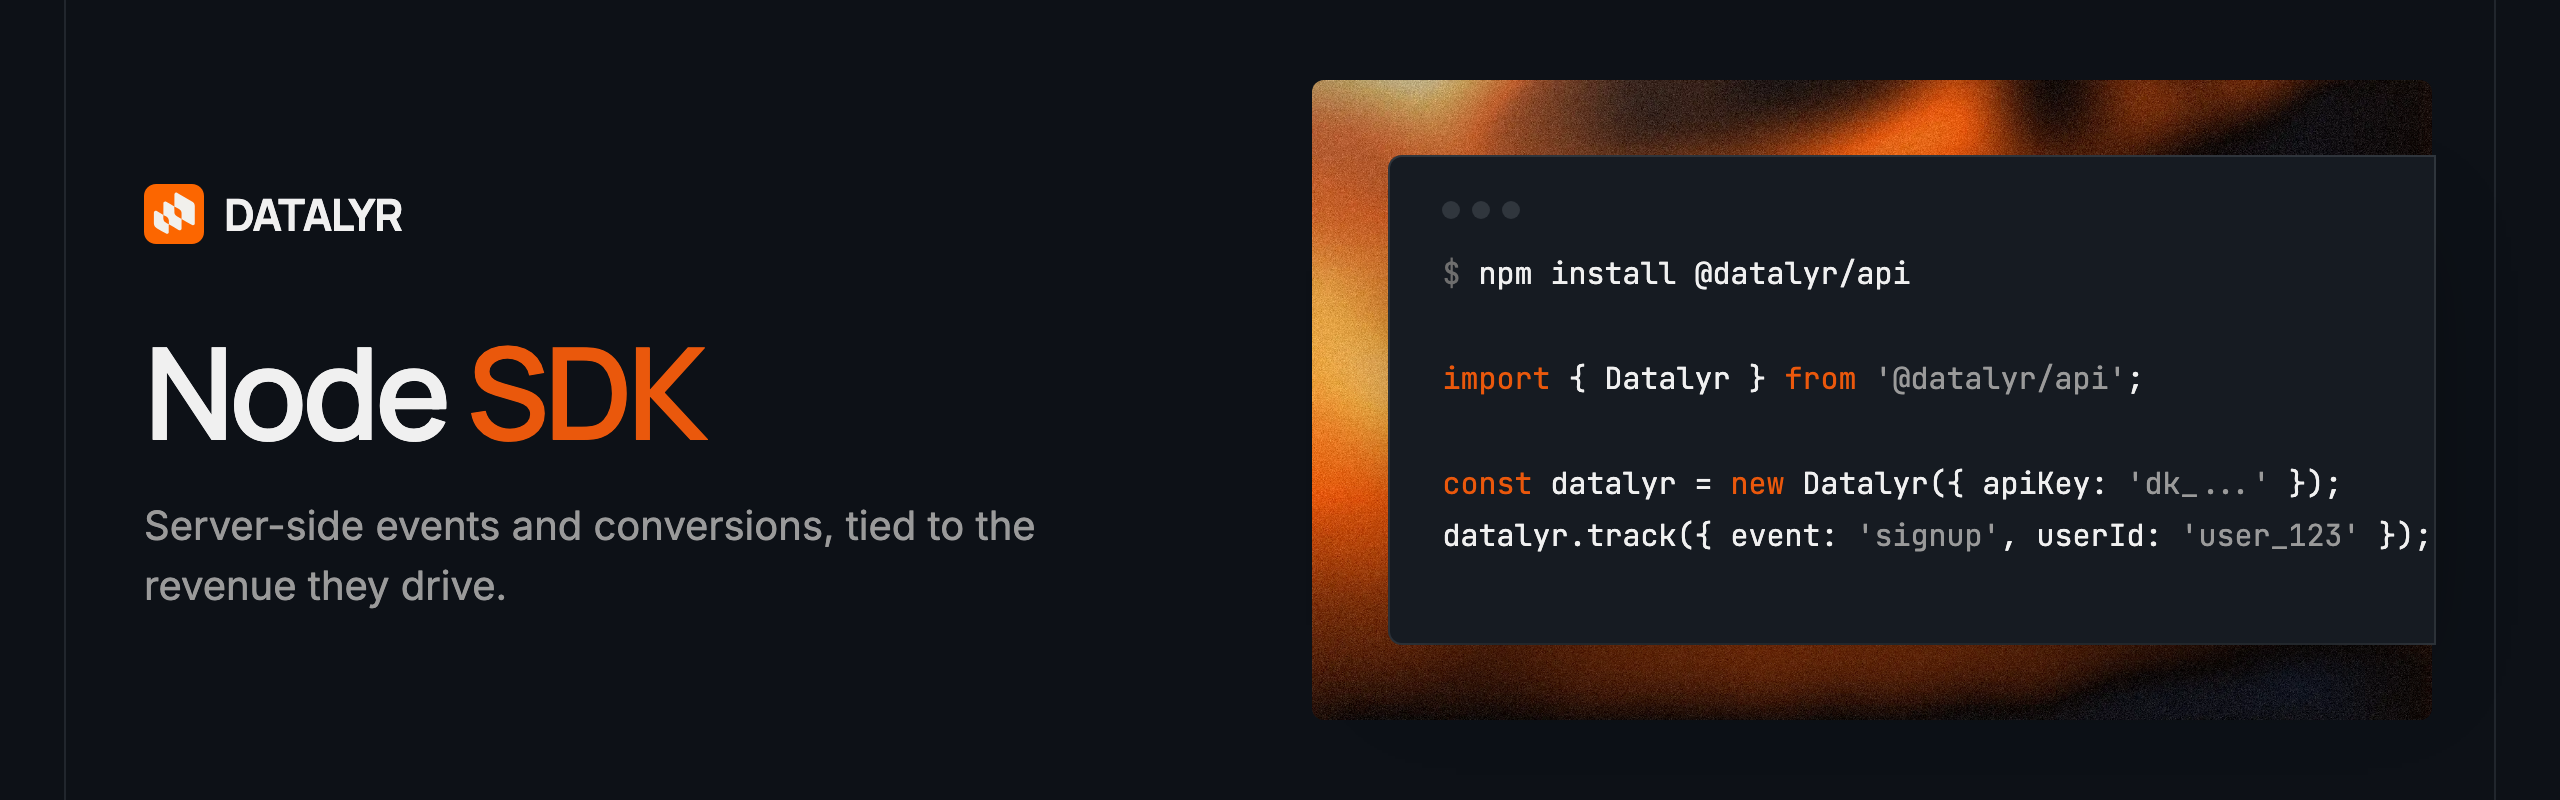 DATALYR
Node SDK
Server-side events and conversions, tied to the
revenue they drive.
$ npm install @datalyr/api
import { Datalyr } from '@datalyr/api';
const datalyr = new Datalyr({ apiKey: 'dk_...' });
datalyr.track({ event: 'signup', userId: 'user_123' });